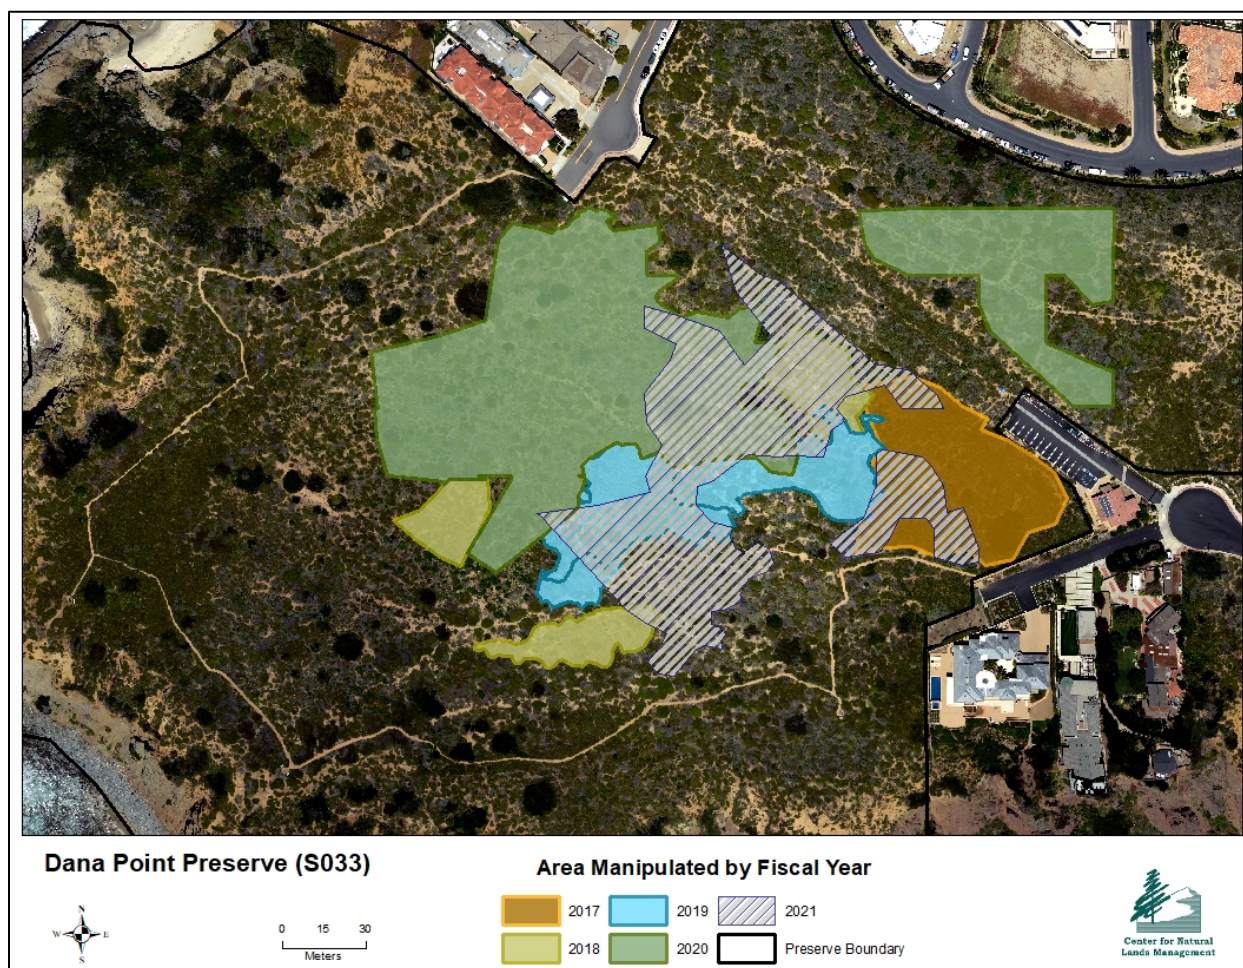 Dana Point Preserve (S033)
N
W
E
S
0 15 30
Meters
Area Manipulated by Fiscal Year
2017
2019
2021
2018
2020
Preserve Boundary
Center for Natural
Lands Management